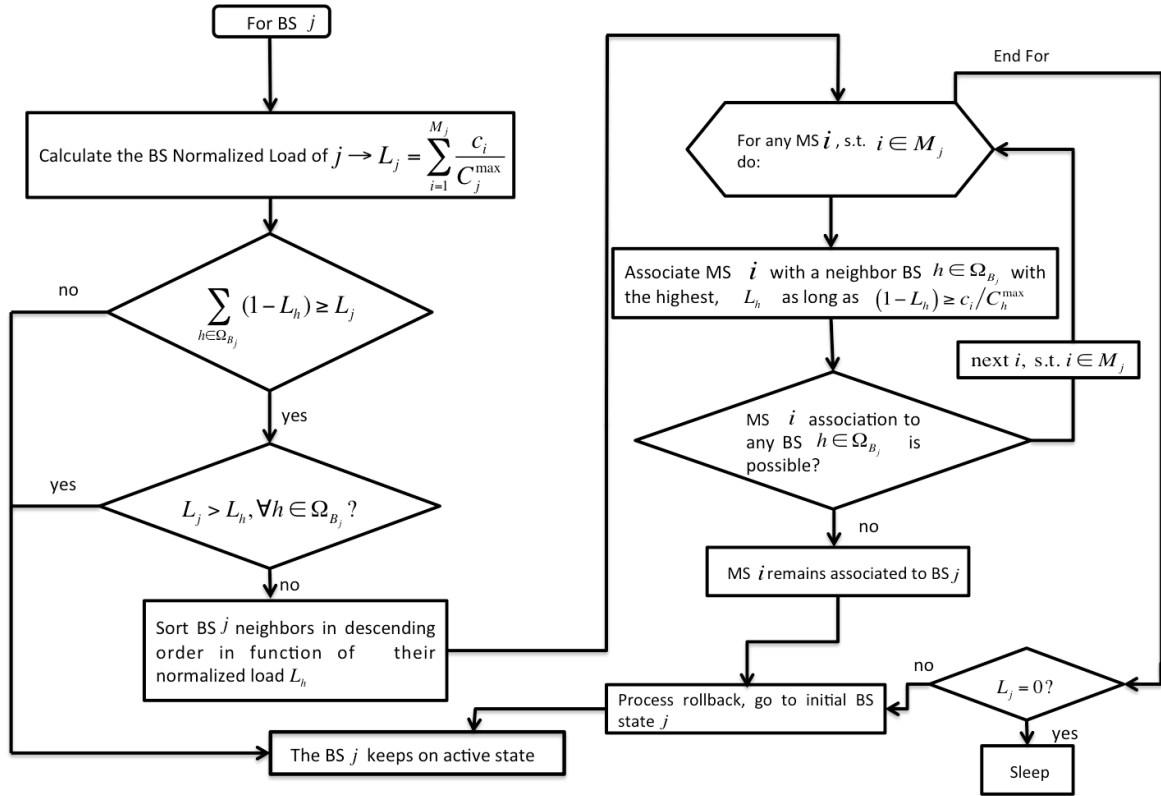 For BS j
Calculate the BS Normalized Load of j → L_j = \sum_{i=1}^{M_j} \frac{c_i}{C_j^{max}}
no
\sum_{h∈Ω_{B_j}} (1 − L_h) ≥ L_j
yes
yes
L_j > L_h, ∀h ∈ Ω_{B_j} ?
no
Sort BS j neighbors in descending
order in function of their
normalized load L_h
The BS j keeps on active state
End For
For any MS i, s.t. i ∈ M_j
do:
Associate MS i with a neighbor BS h ∈ Ω_{B_j} with
the highest, L_h as long as (1 − L_h) ≥ c_i/C_h^{max}
next i, s.t. i ∈ M_j
MS i association to
any BS h ∈ Ω_{B_j} is
possible?
no
MS i remains associated to BS j
Process rollback, go to initial BS
state j
no
L_j = 0 ?
yes
Sleep